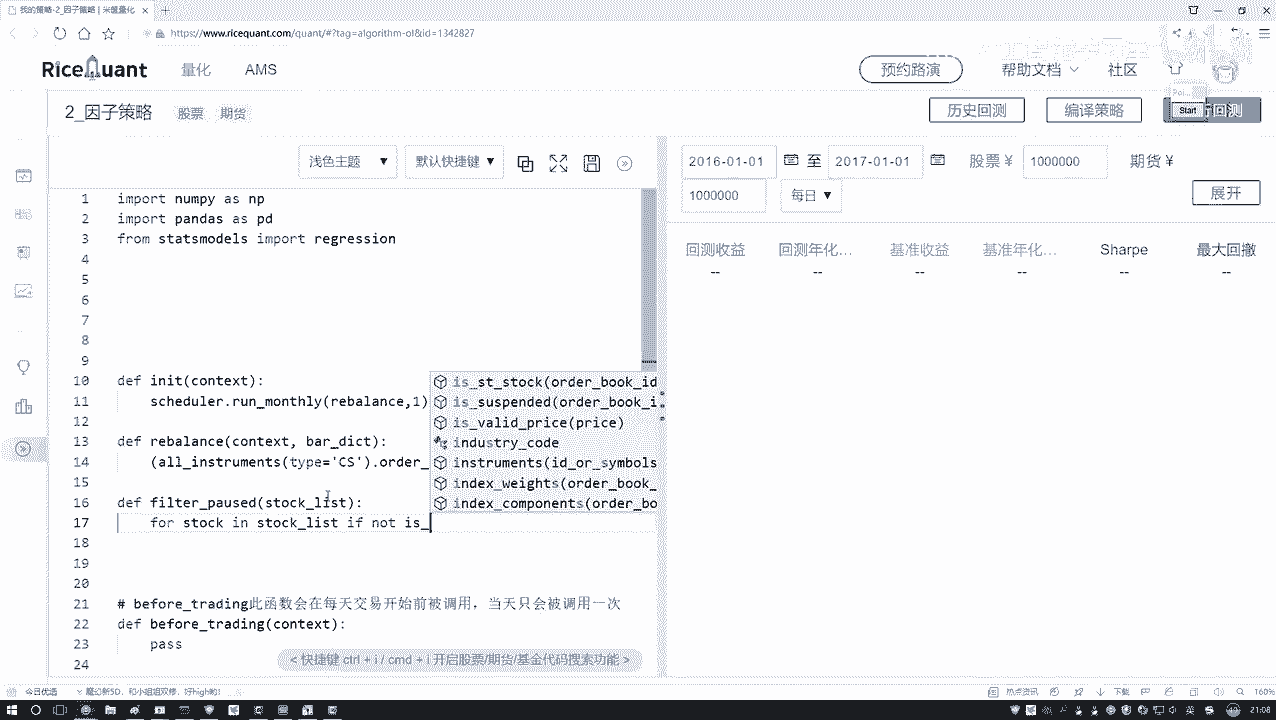 我的策略-2_因子策略 | 米筐量化
https://www.ricequant.com/quant/#?tag=algorithm-ol&id=1342827
RiceQuant 量化 AMS 预约路演 帮助文档 社区
2_因子策略 股票 期货 历史回测 编译策略 回测
Start
浅色主题 ▼ 默认快捷键 ▼
2016-01-01 至 2017-01-01 股票 ¥ 1000000 期货 ¥
1000000 每日 ▼ 展开
回测收益 回测年化... 基准收益 基准年化... Sharpe 最大回撤
-- -- -- -- -- --
1 import numpy as np
2 import pandas as pd
3 from statsmodels import regression
4
5
6
7
8
9
10 def init(context):
11 scheduler.run_monthly(rebalance,1)
12
13 def rebalance(context, bar_dict):
14 (all_instruments(type='CS').order_
15
16 def filter_paused(stock_list):
17 for stock in stock_list if not is_
18
19
20
21 # before_trading此函数会在每天交易开始前被调用，当天只会被调用一次
22 def before_trading(context):
23 pass
24
is_st_stock(order_book_id
is_suspended(order_book_i
is_valid_price(price)
industry_code
instruments(id_or_symbols
index_weights(order_book_
index_components(order_bo
< 快捷键 ctrl + i / cmd + i 开启股票/期货/基金代码搜索功能 >
今日优选 热点资讯 下载 160%
21:08